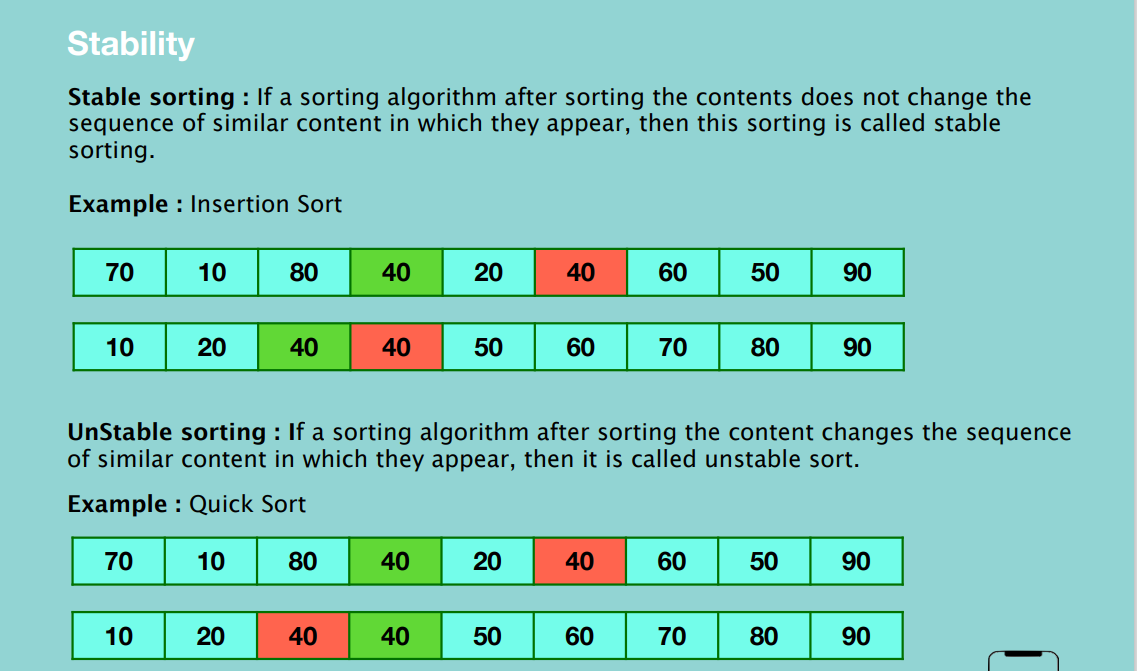 Stability
Stable sorting : If a sorting algorithm after sorting the contents does not change the
sequence of similar content in which they appear, then this sorting is called stable
sorting.
Example : Insertion Sort
70 10 80 40 20 40 60 50 90
10 20 40 40 50 60 70 80 90
UnStable sorting : If a sorting algorithm after sorting the content changes the sequence
of similar content in which they appear, then it is called unstable sort.
Example : Quick Sort
70 10 80 40 20 40 60 50 90
10 20 40 40 50 60 70 80 90